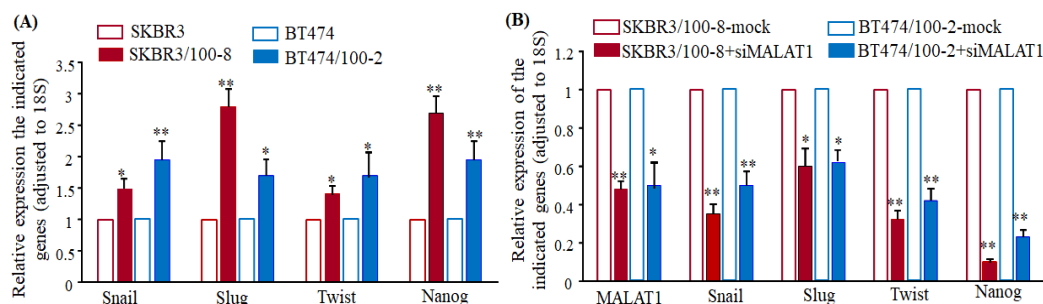 (A)
SKBR3
BT474
SKBR3/100-8
BT474/100-2
Relative expression the indicated
genes (adjusted to 18S)
3.5
3
2.5
2
1.5
1
0.5
0
*
**
**
*
*
*
**
**
Snail
Slug
Twist
Nanog
(B)
SKBR3/100-8-mock
BT474/100-2-mock
SKBR3/100-8+siMALAT1
BT474/100-2+siMALAT1
Relative expression of the
indicated genes (adjusted to 18S)
1.2
1
0.8
0.6
0.4
0.2
0
**
*
**
**
*
*
**
**
**
**
MALAT1
Snail
Slug
Twist
Nanog